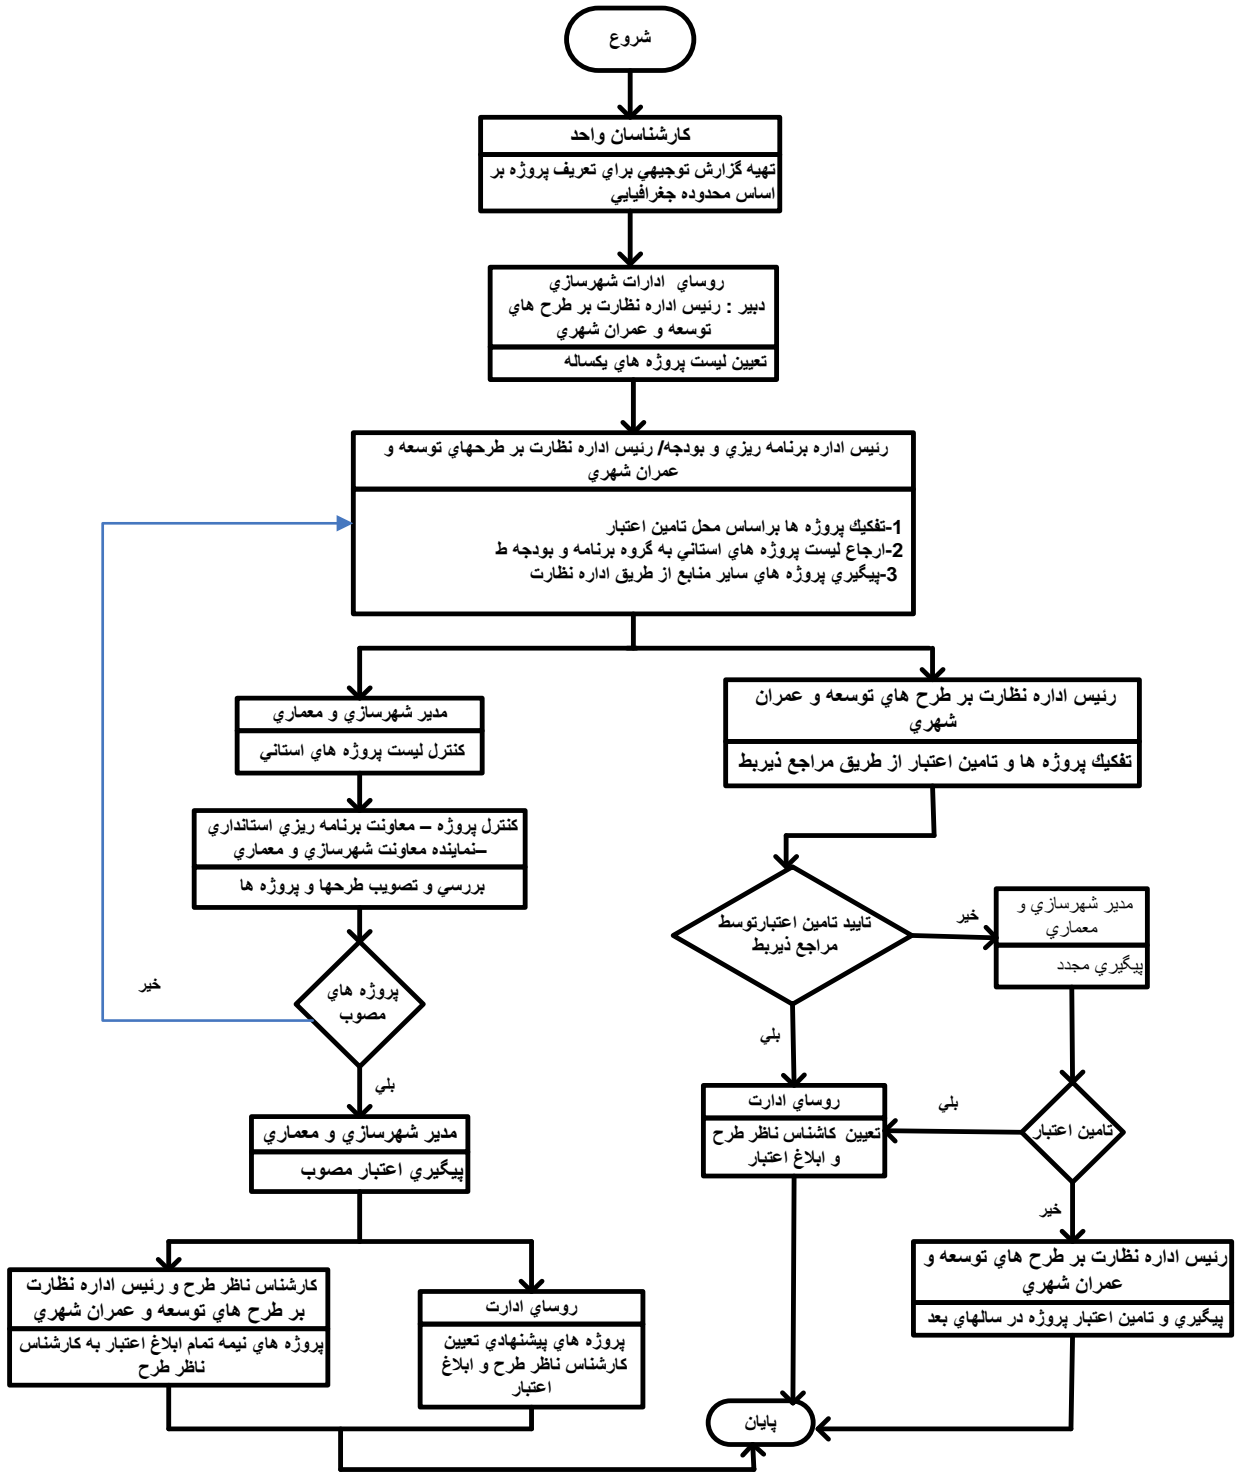 شروع
كارشناسان واحد
تهيه گزارش توجيهي براي تعريف پروژه بر
اساس محدوده جغرافيايي
روساي ادارات شهرسازي
دبير : رئيس اداره نظارت بر طرح هاي
توسعه و عمران شهري
تعيين ليست پروژه هاي يكساله
رئيس اداره برنامه ريزي و بودجه/ رئيس اداره نظارت بر طرحهاي توسعه و
عمران شهري
1-تفكيك پروژه ها براساس محل تامين اعتبار
2-ارجاع ليست پروژه هاي استاني به گروه برنامه و بودجه ط
3-پيگيري پروژه هاي ساير منابع از طريق اداره نظارت
رئيس اداره نظارت بر طرح هاي توسعه و عمران
شهري
تفكيك پروژه ها و تامين اعتبار از طريق مراجع ذيربط
مدير شهرسازي و معماري
كنترل ليست پروژه هاي استاني
كنترل پروژه – معاونت برنامه ريزي استانداري
–نماينده معاونت شهرسازي و معماري
بررسي و تصويب طرحها و پروژه ها
تاييد تامين اعتبارتوسط
مراجع ذيربط
خير
مدير شهرسازي و
معماري
پيگيري مجدد
پروژه هاي
مصوب
خير
بلي
بلي
روساي ادارت
تعيين كاشناس ناظر طرح
و ابلاغ اعتبار
بلي
تامين اعتبار
خير
مدير شهرسازي و معماري
پيگيري اعتبار مصوب
رئيس اداره نظارت بر طرح هاي توسعه و
عمران شهري
پيگيري و تامين اعتبار پروژه در سالهاي بعد
كارشناس ناظر طرح و رئيس اداره نظارت
بر طرح هاي توسعه و عمران شهري
پروژه هاي نيمه تمام ابلاغ اعتبار به كارشناس
ناظر طرح
روساي ادارت
پروژه هاي پيشنهادي تعيين
كارشناس ناظر طرح و ابلاغ
اعتبار
پايان